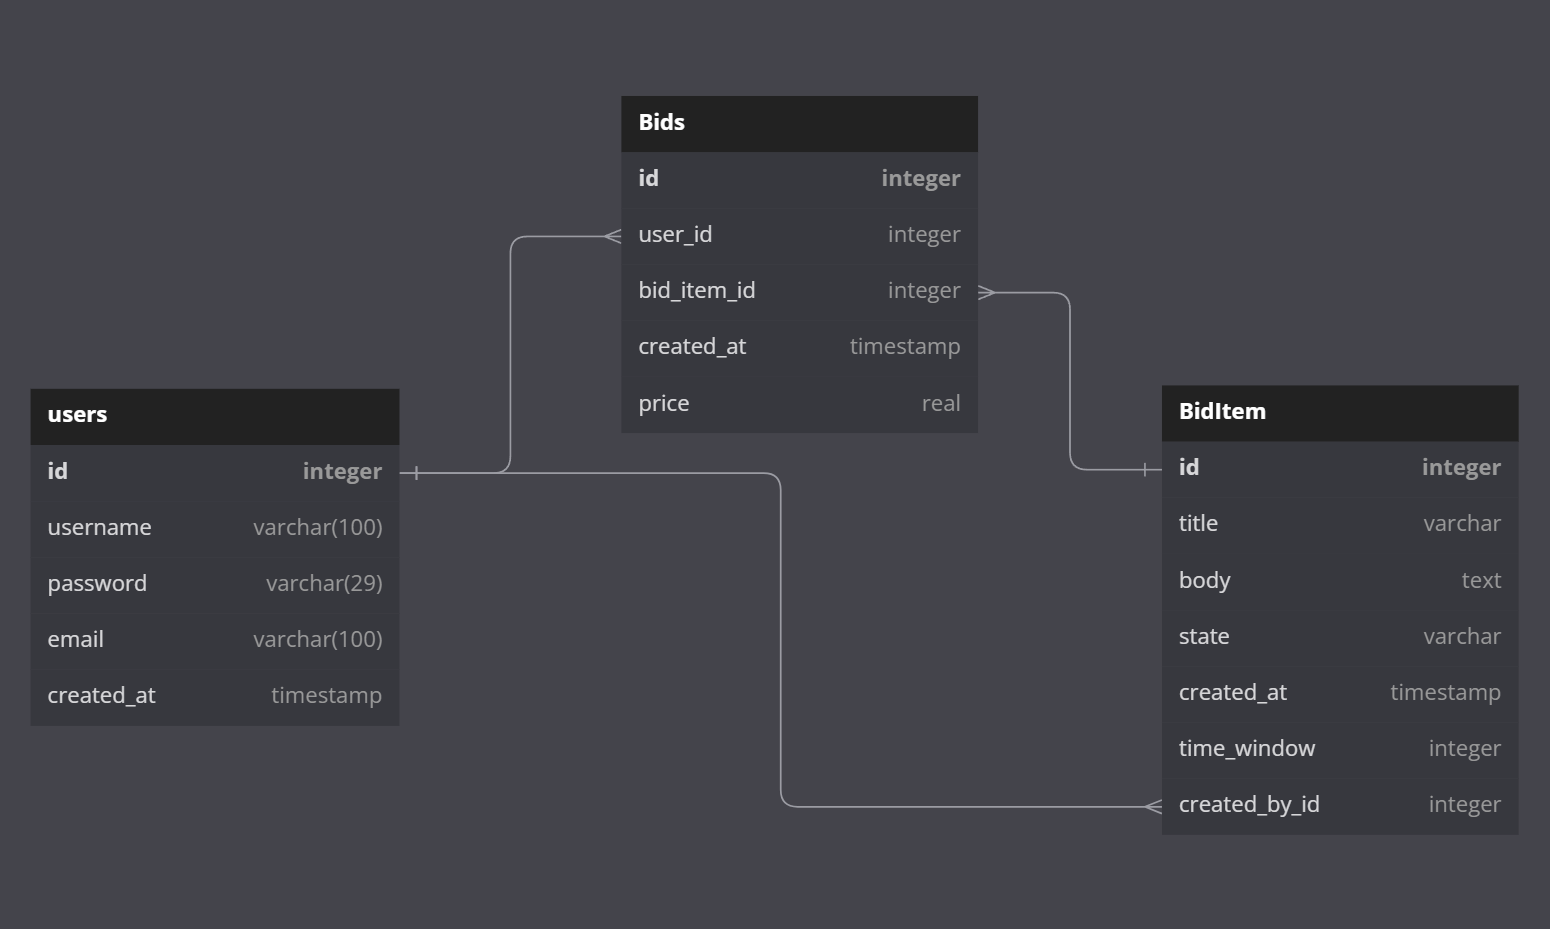 Bids
id integer
user_id integer
bid_item_id integer
created_at timestamp
price real
users
id integer
username varchar(100)
password varchar(29)
email varchar(100)
created_at timestamp
BidItem
id integer
title varchar
body text
state varchar
created_at timestamp
time_window integer
created_by_id integer